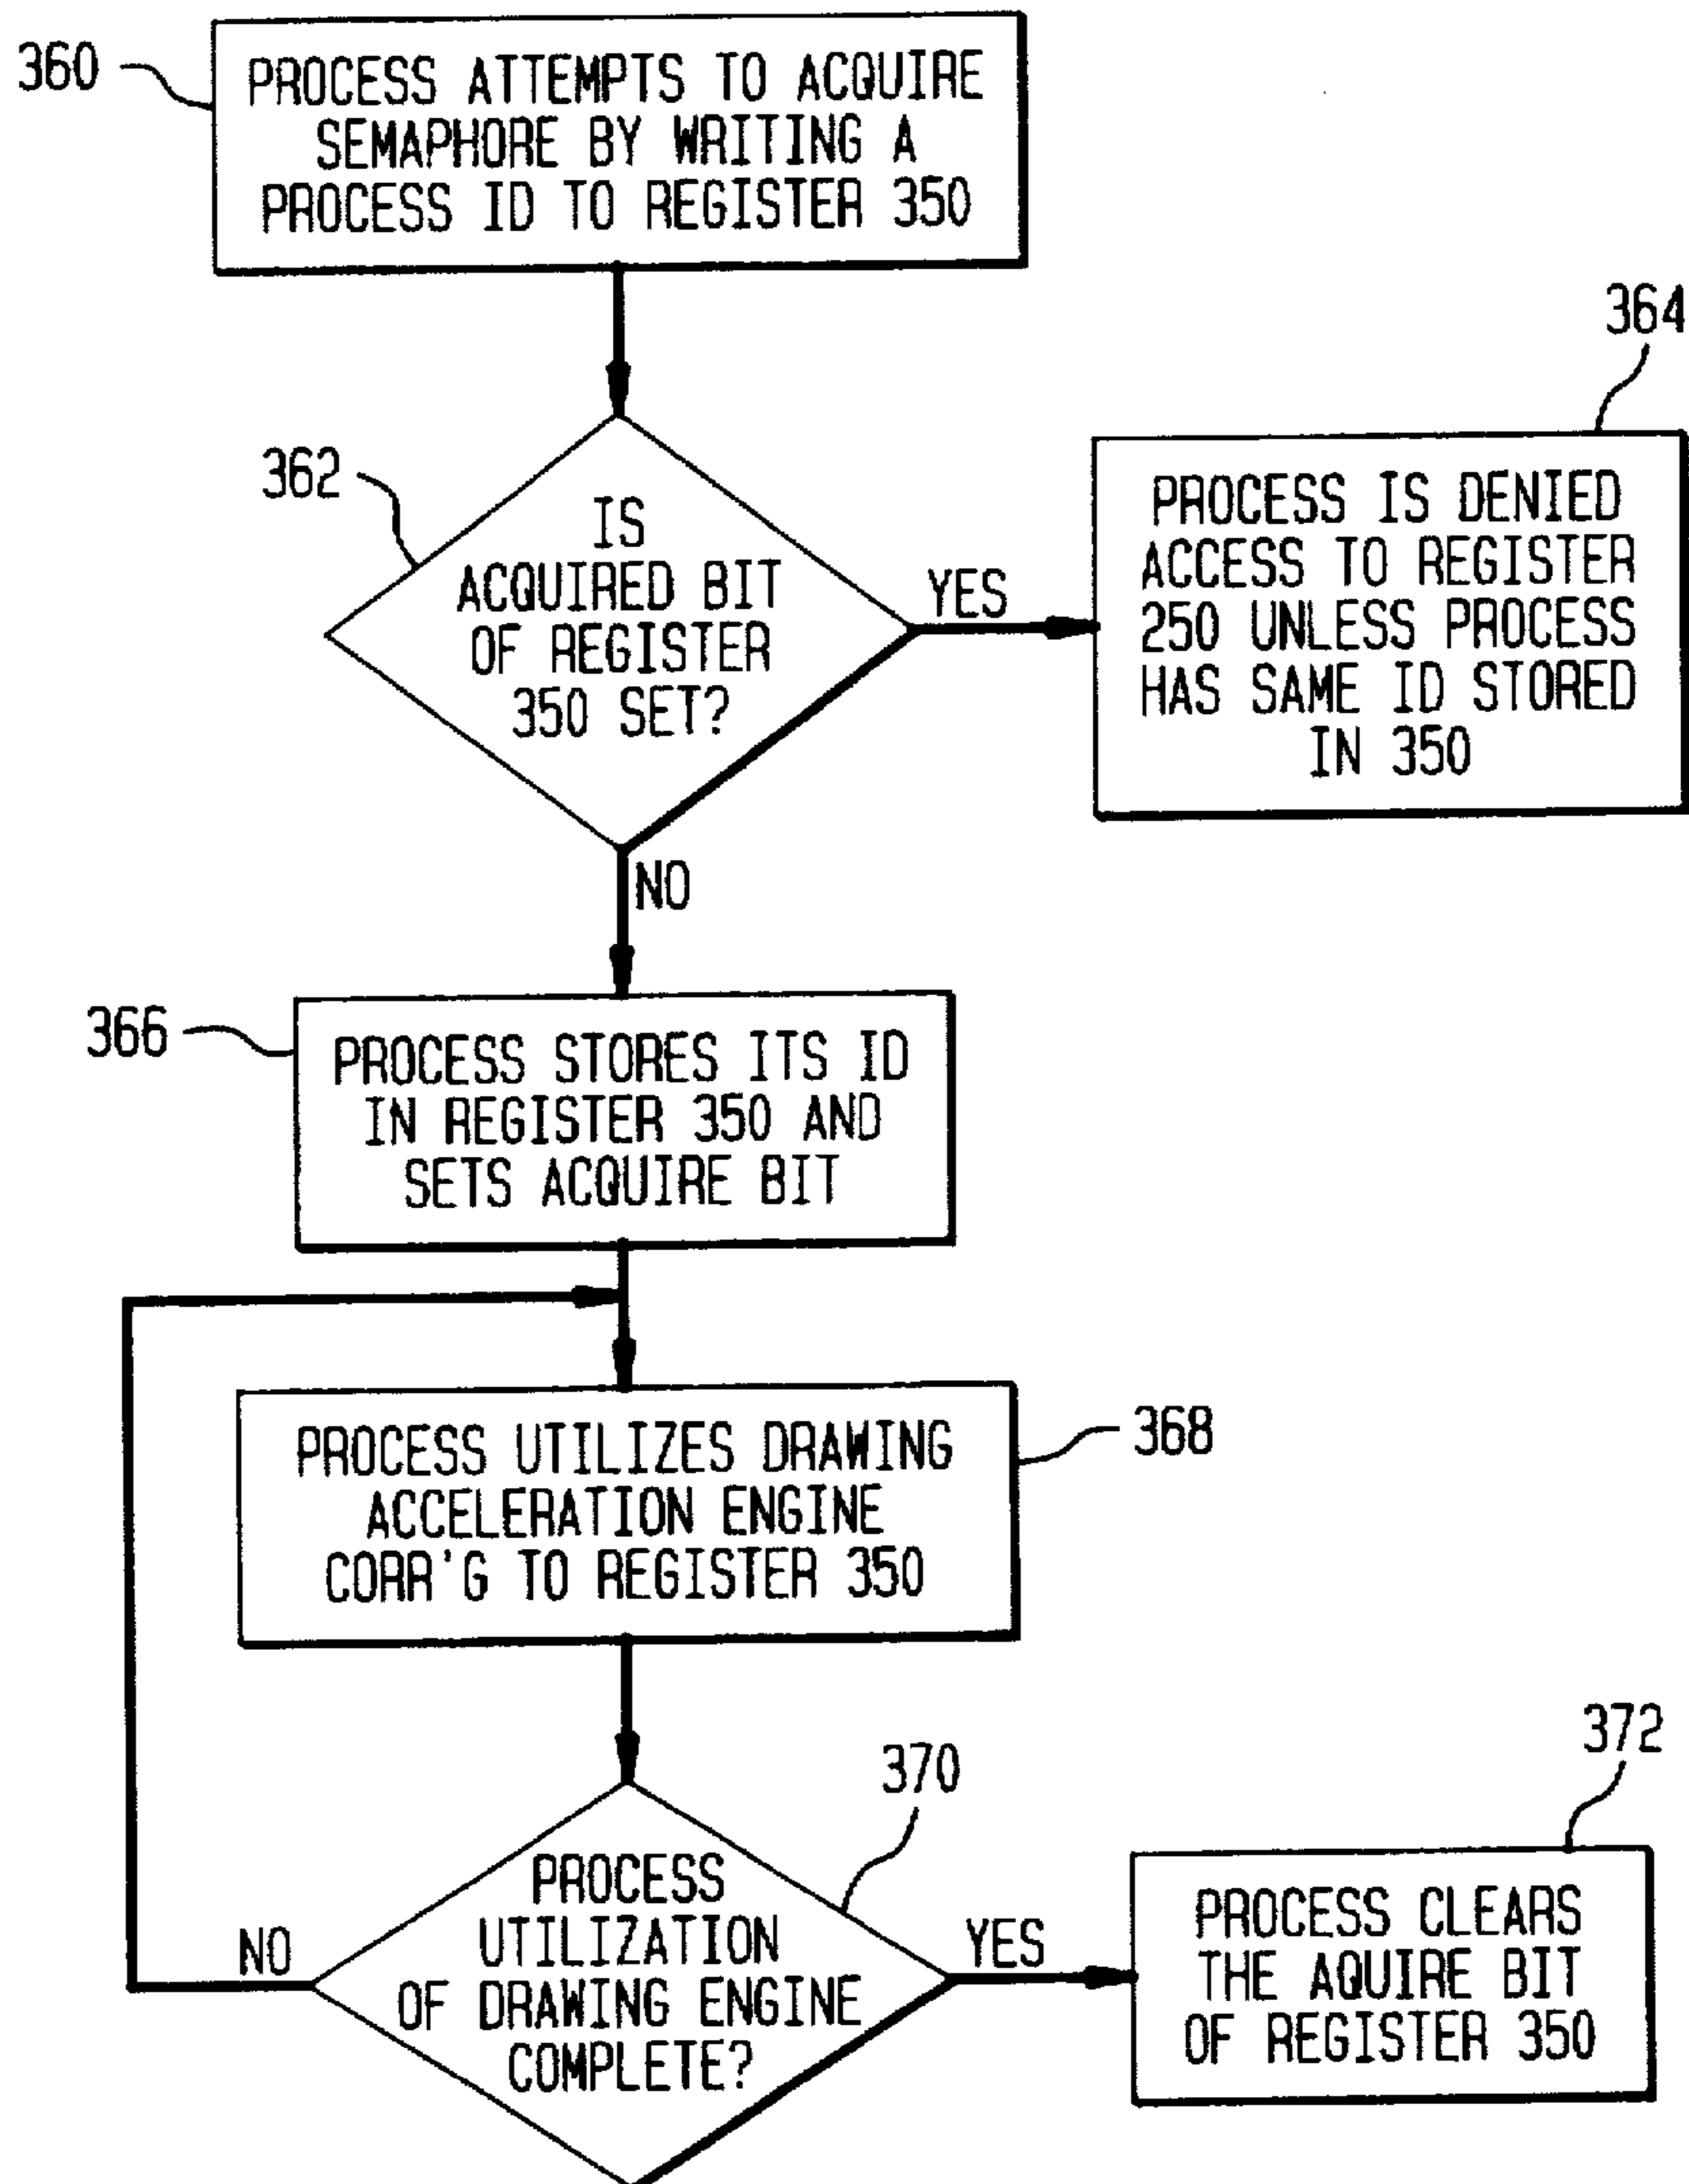 360
PROCESS ATTEMPTS TO ACQUIRE
SEMAPHORE BY WRITING A
PROCESS ID TO REGISTER 350
362
IS
ACQUIRED BIT
OF REGISTER
350 SET?
YES
364
PROCESS IS DENIED
ACCESS TO REGISTER
250 UNLESS PROCESS
HAS SAME ID STORED
IN 350
NO
366
PROCESS STORES ITS ID
IN REGISTER 350 AND
SETS ACQUIRE BIT
PROCESS UTILIZES DRAWING
ACCELERATION ENGINE
CORR'G TO REGISTER 350
368
370
PROCESS
UTILIZATION
OF DRAWING ENGINE
COMPLETE?
NO
YES
372
PROCESS CLEARS
THE AQUIRE BIT
OF REGISTER 350